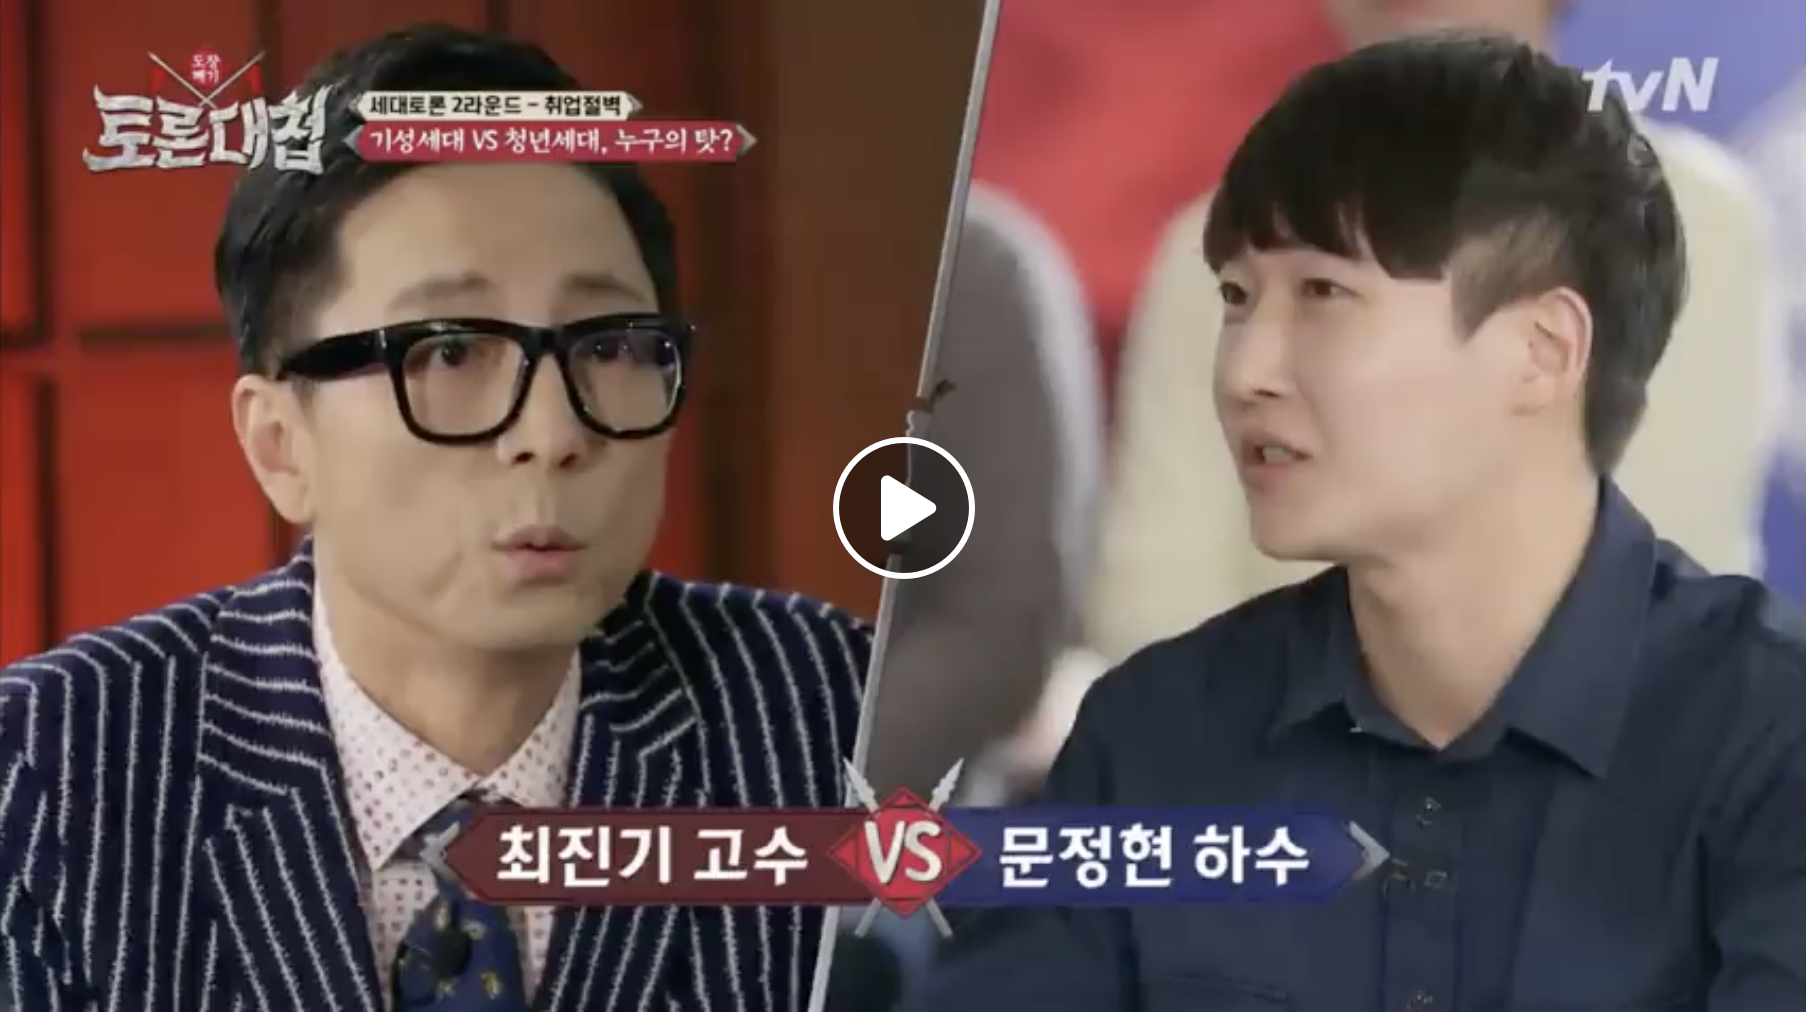 도장
깨기
토론대첩
세대토론 2라운드 - 취업절벽
기성세대 VS 청년세대, 누구의 탓?
tvN
최진기 고수 VS 문정현 하수